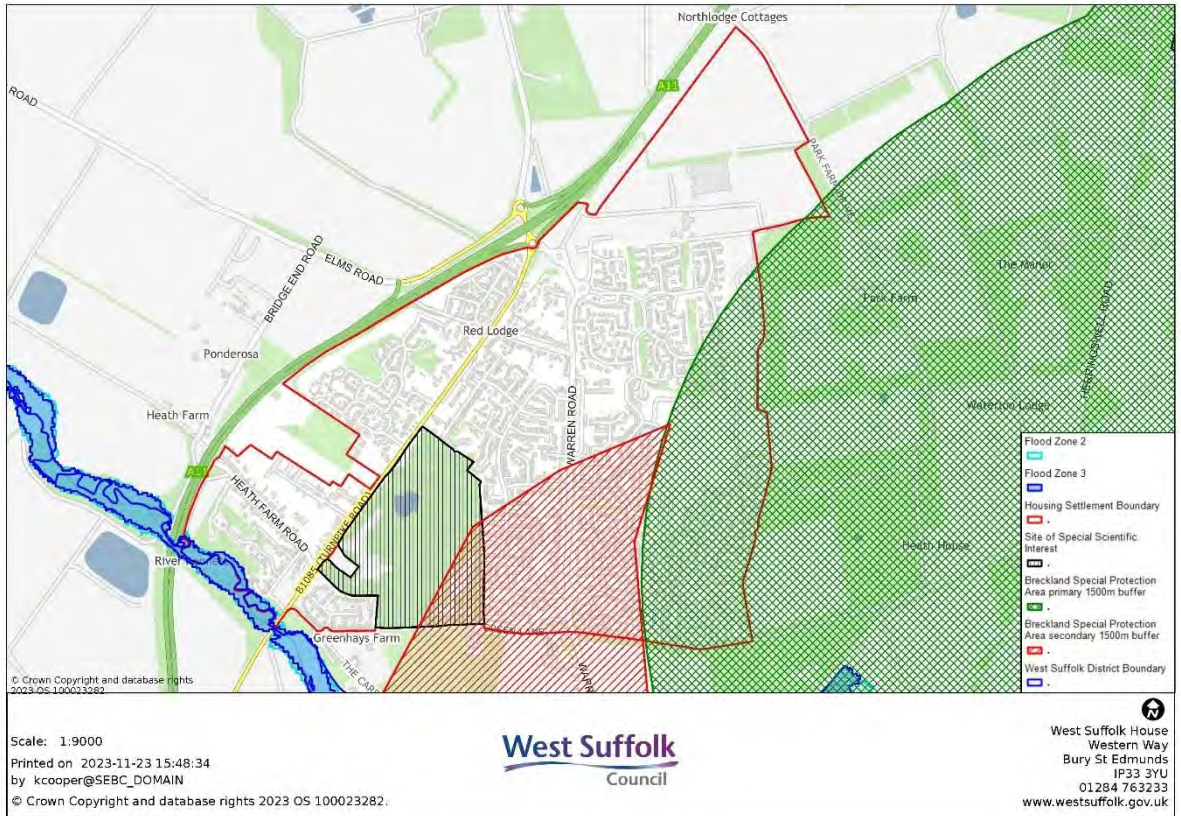 Northlodge Cottages
A11
ROAD
PARK FARM DRIVE
ELMS ROAD
BRIDGE END ROAD
The Manor
Park Farm
HERRINGSWELL ROAD
Red Lodge
Ponderosa
Waterloo Lodge
Heath Farm
WARREN ROAD
A11
HEATH FARM ROAD
B1085 (TURNPIKE ROAD)
Heath House
River
Greenhays Farm
THE CARR
WARR
Flood Zone 2
Flood Zone 3
Housing Settlement Boundary
.
Site of Special Scientific
Interest
.
Breckland Special Protection
Area primary 1500m buffer
.
Breckland Special Protection
Area secondary 1500m buffer
.
West Suffolk District Boundary
.
© Crown Copyright and database rights
2023 OS 100023282
Scale: 1:9000
Printed on 2023-11-23 15:48:34
by kcooper@SEBC_DOMAIN
© Crown Copyright and database rights 2023 OS 100023282.
West Suffolk
Council
N
West Suffolk House
Western Way
Bury St Edmunds
IP33 3YU
01284 763233
www.westsuffolk.gov.uk